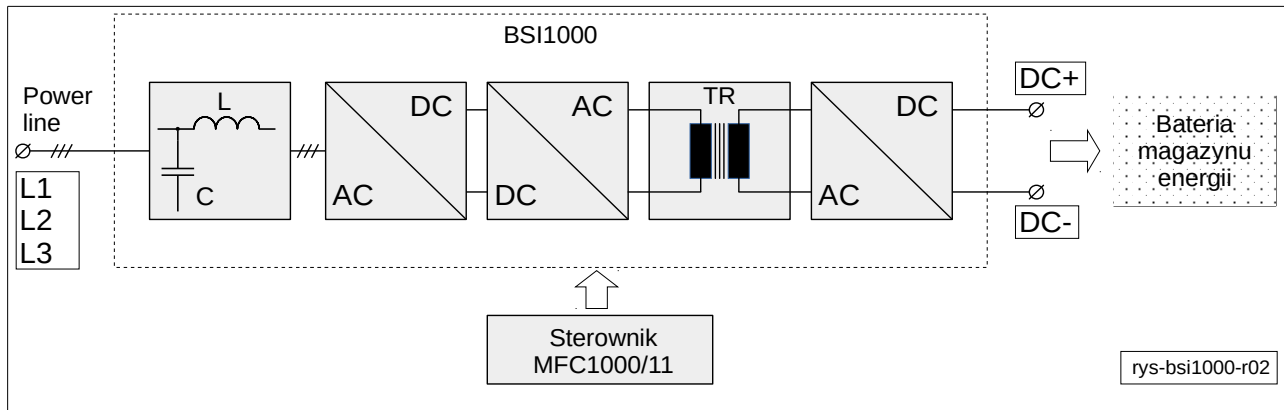 BSI1000
Power
line
L1
L2
L3
L
C
DC
AC
AC
DC
TR
DC
AC
DC+
DC-
Bateria
magazynu
energii
Sterownik
MFC1000/11
rys-bsi1000-r02